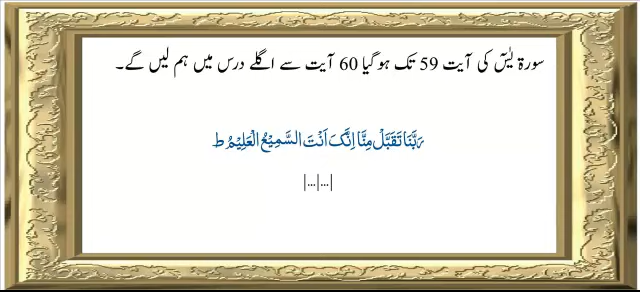 سورۃ یٰسٓ کی آیت 59 تک ہوگیا 60 آیت سے اگلے درس میں ہم لیں گے۔
رَبَّنَا تَقَبَّلْ مِنَّا اِنَّکَ اَنْتَ السَّمِیْعُ الْعَلِیْمُ ط
|...|...|